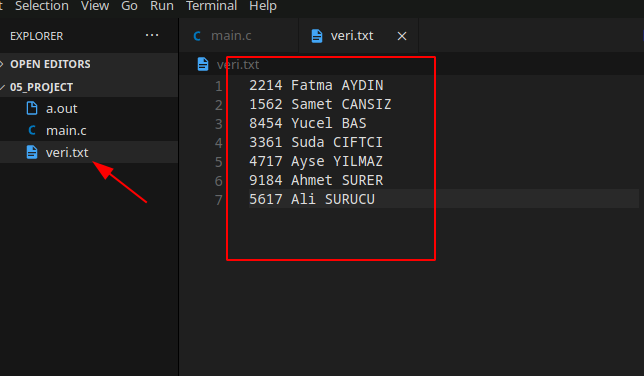 Selection View Go Run Terminal Help
EXPLORER
OPEN EDITORS
05_PROJECT
a.out
C main.c
veri.txt
C main.c
veri.txt
veri.txt
1 2214 Fatma AYDIN
2 1562 Samet CANSIZ
3 8454 Yucel BAS
4 3361 Suda CIFTCI
5 4717 Ayse YILMAZ
6 9184 Ahmet SURER
7 5617 Ali SURUCU